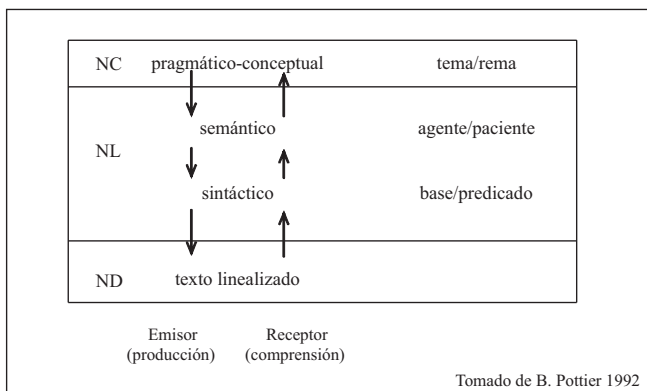 NC pragmático-conceptual tema/rema
semántico agente/paciente
NL
sintáctico base/predicado
ND texto linealizado
Emisor Receptor
(producción) (comprensión)
Tomado de B. Pottier 1992